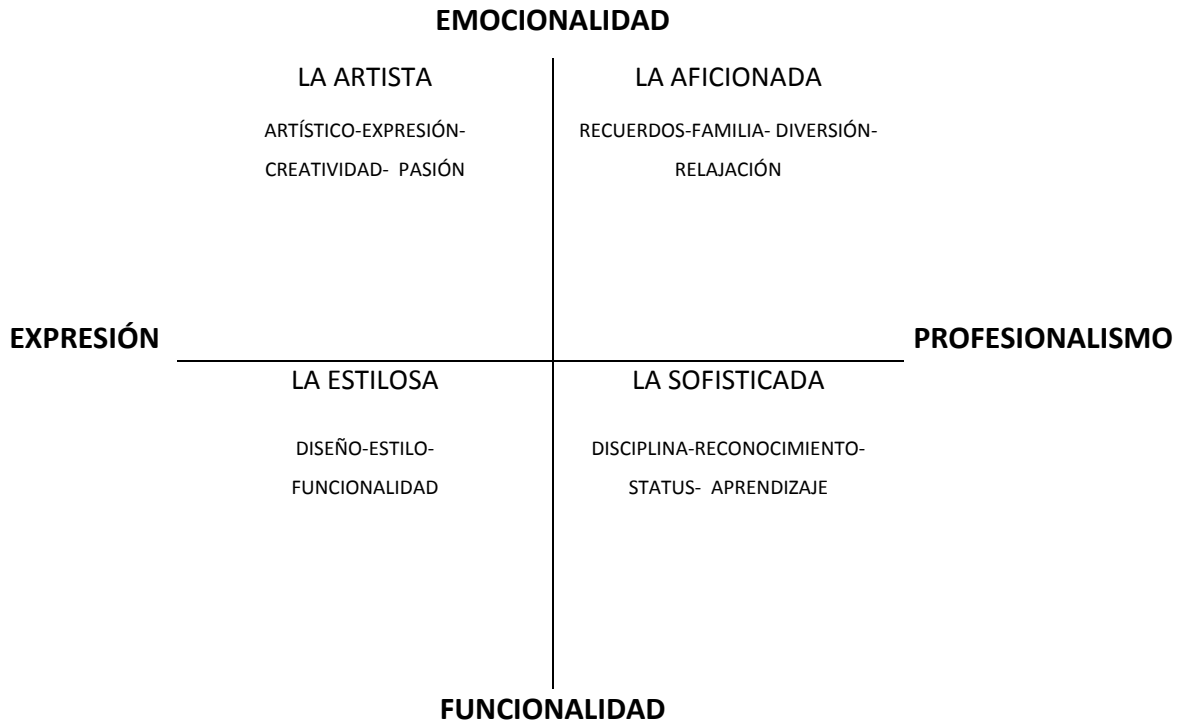 EMOCIONALIDAD
LA ARTISTA
ARTÍSTICO-EXPRESIÓN-
CREATIVIDAD- PASIÓN
LA AFICIONADA
RECUERDOS-FAMILIA- DIVERSIÓN-
RELAJACIÓN
EXPRESIÓN
PROFESIONALISMO
LA ESTILOSA
DISEÑO-ESTILO-
FUNCIONALIDAD
LA SOFISTICADA
DISCIPLINA-RECONOCIMIENTO-
STATUS- APRENDIZAJE
FUNCIONALIDAD